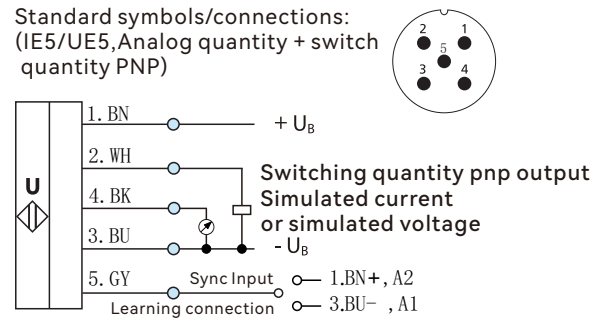 Standard symbols/connections:
(IE5/UE5,Analog quantity + switch
quantity PNP)
2 1
5
3 4
1. BN
+ UB
2. WH
Switching quantity pnp output
U
4. BK
Simulated current
or simulated voltage
3. BU
- UB
5. GY
Sync Input
1.BN+, A2
Learning connection
3.BU- , A1